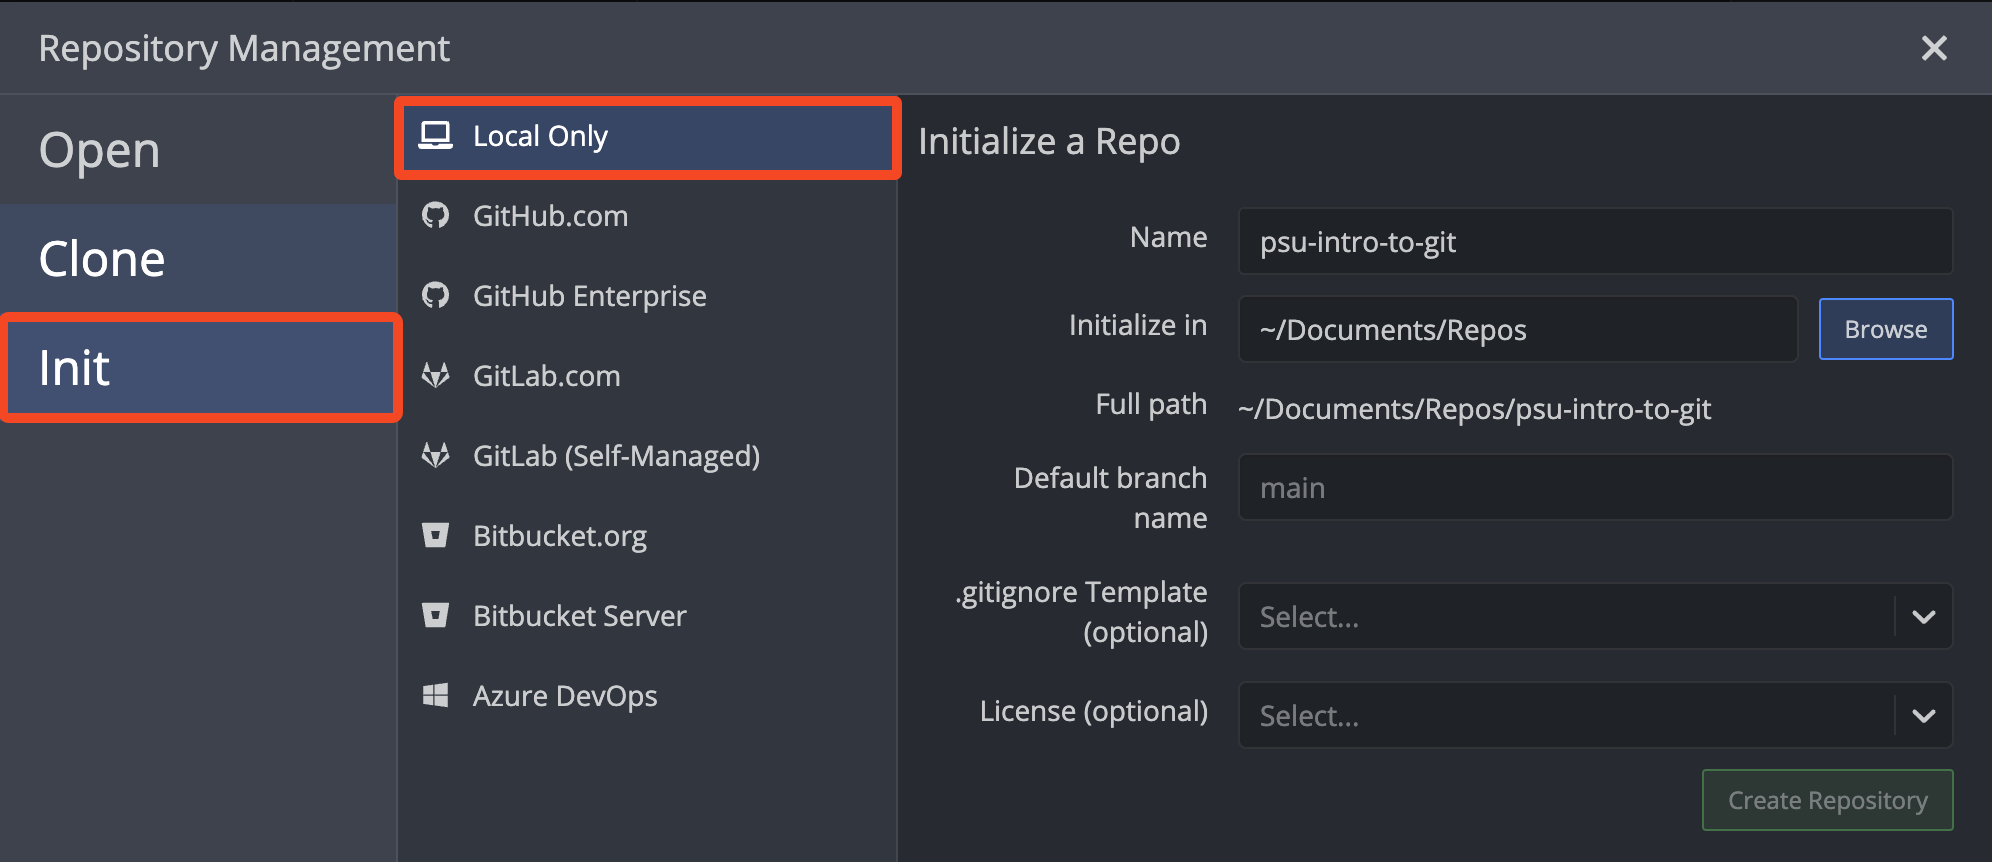 Repository Management
Open
Clone
Init
Local Only
GitHub.com
GitHub Enterprise
GitLab.com
GitLab (Self-Managed)
Bitbucket.org
Bitbucket Server
Azure DevOps
Initialize a Repo
Name
psu-intro-to-git
Initialize in
~/Documents/Repos
Browse
Full path
~/Documents/Repos/psu-intro-to-git
Default branch
name
main
.gitignore Template
(optional)
Select...
License (optional)
Select...
Create Repository